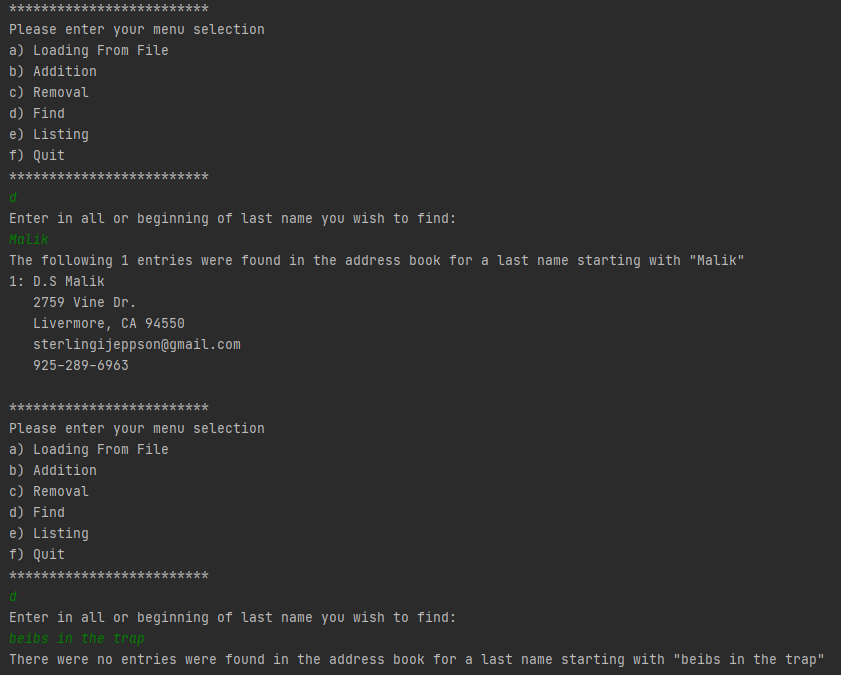 *************************
Please enter your menu selection
a) Loading From File
b) Addition
c) Removal
d) Find
e) Listing
f) Quit
*************************
d
Enter in all or beginning of last name you wish to find:
Malik
The following 1 entries were found in the address book for a last name starting with "Malik"
1: D.S Malik
   2759 Vine Dr.
   Livermore, CA 94550
   sterlingijeppson@gmail.com
   925-289-6963

*************************
Please enter your menu selection
a) Loading From File
b) Addition
c) Removal
d) Find
e) Listing
f) Quit
*************************
d
Enter in all or beginning of last name you wish to find:
beibs in the trap
There were no entries were found in the address book for a last name starting with "beibs in the trap"